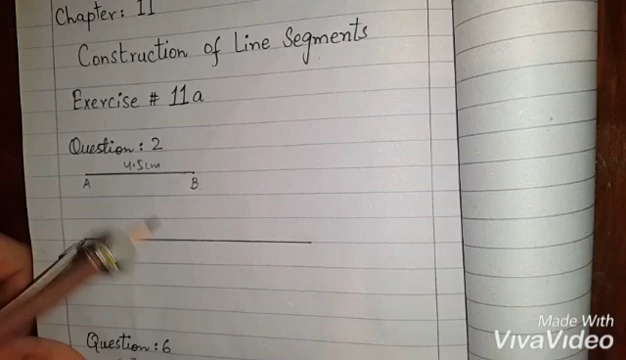 Chapter: 11
Construction of Line Segments
Exercise # 11a
Question: 2
4.5cm
A B
Question: 6
Made With
VivaVideo